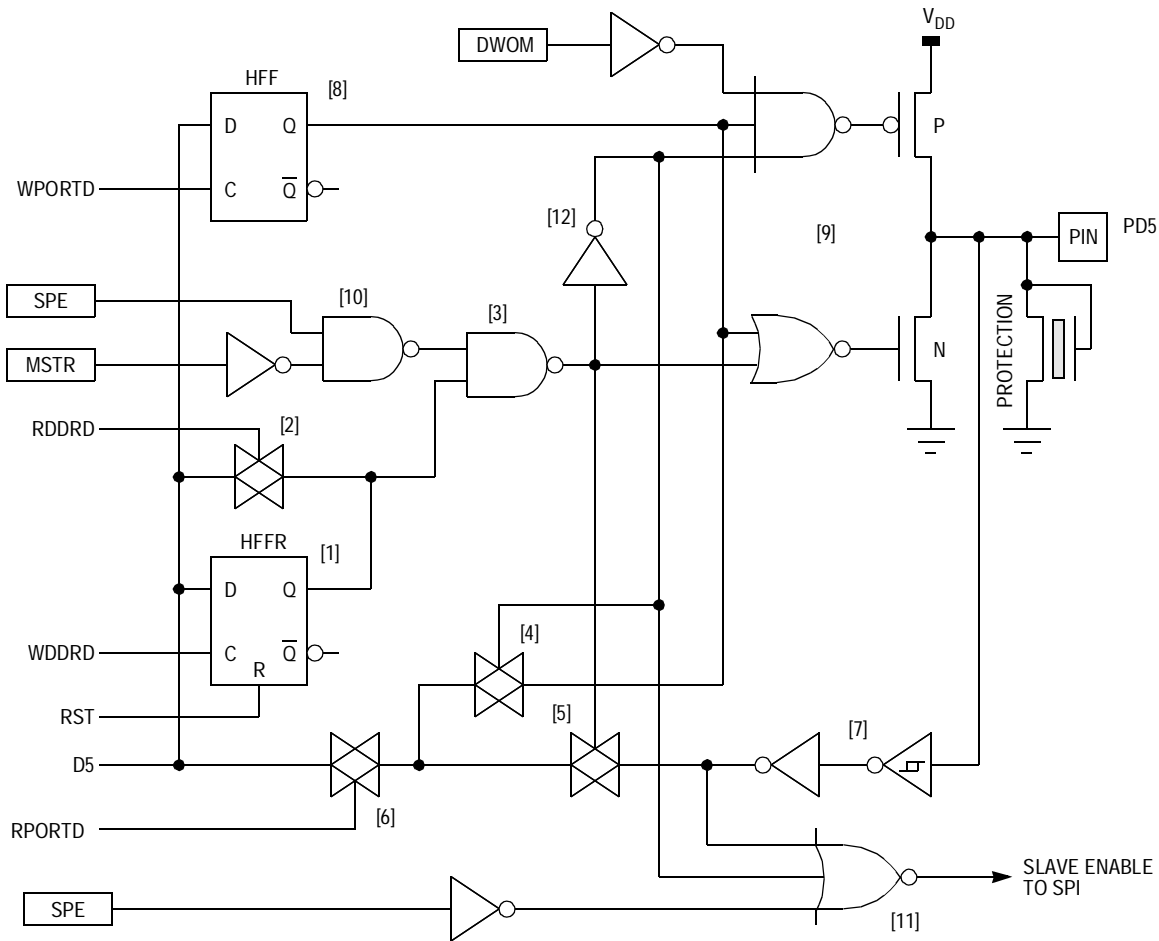 V_DD
DWOM
HFF
[8]
D
Q
P
WPORTD
C
Q̅
[12]
[9]
PIN
PD5
SPE
[10]
[3]
MSTR
N
PROTECTION
RDDRD
[2]
HFFR
[1]
D
Q
[4]
WDDRD
C
Q̅
R
RST
[5]
[7]
D5
[6]
RPORTD
SLAVE ENABLE
TO SPI
SPE
[11]